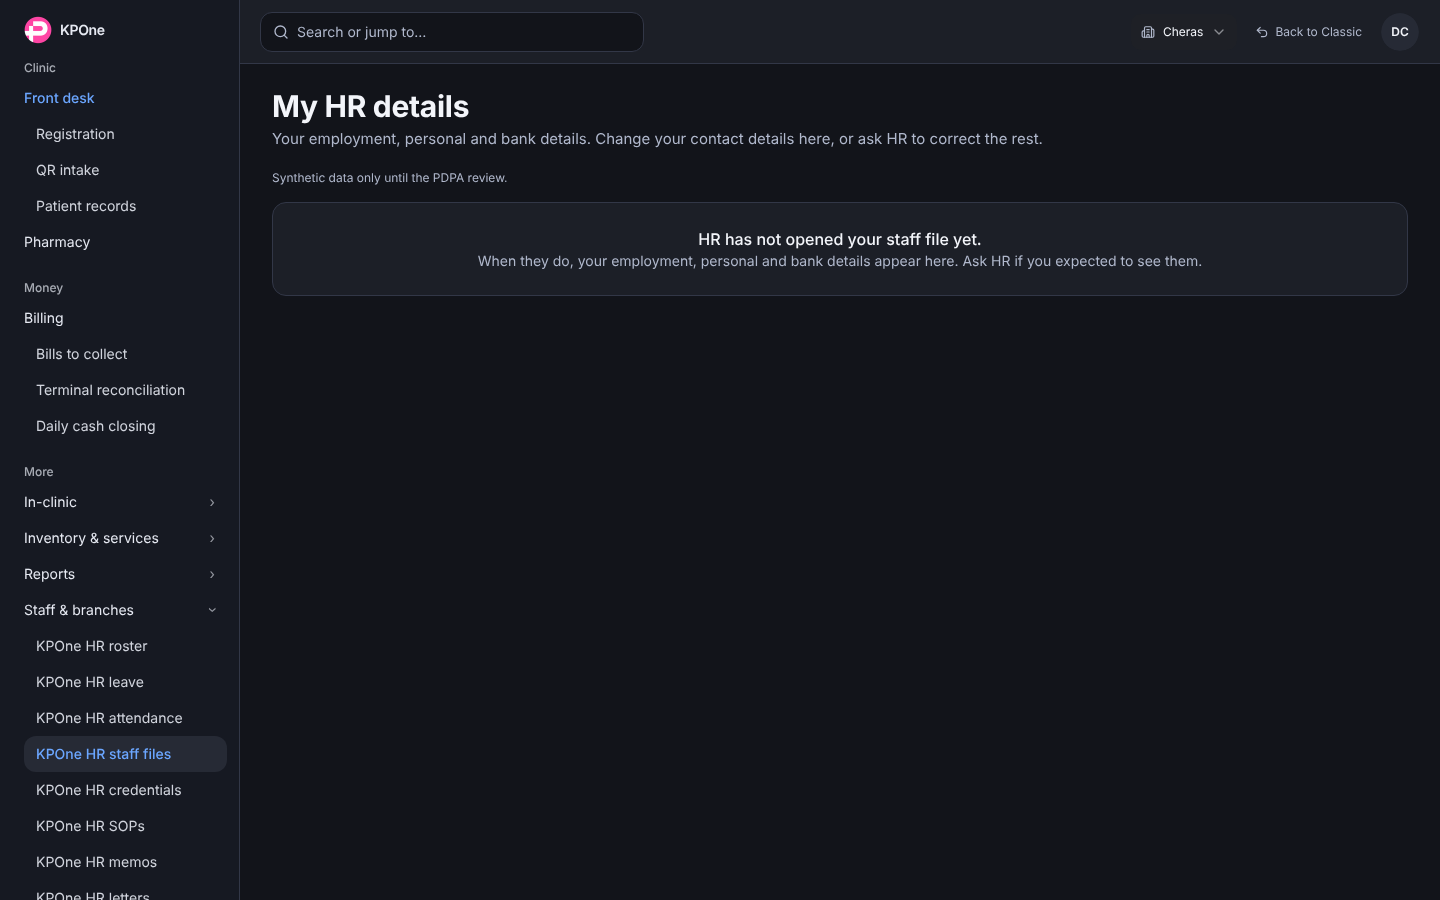 KPOne
Search or jump to...
Cheras
Back to Classic
DC
Clinic
Front desk
Registration
QR intake
Patient records
Pharmacy
Money
Billing
Bills to collect
Terminal reconciliation
Daily cash closing
More
In-clinic
Inventory & services
Reports
Staff & branches
KPOne HR roster
KPOne HR leave
KPOne HR attendance
KPOne HR staff files
KPOne HR credentials
KPOne HR SOPs
KPOne HR memos
KPOne HR letters
My HR details
Your employment, personal and bank details. Change your contact details here, or ask HR to correct the rest.
Synthetic data only until the PDPA review.
HR has not opened your staff file yet.
When they do, your employment, personal and bank details appear here. Ask HR if you expected to see them.